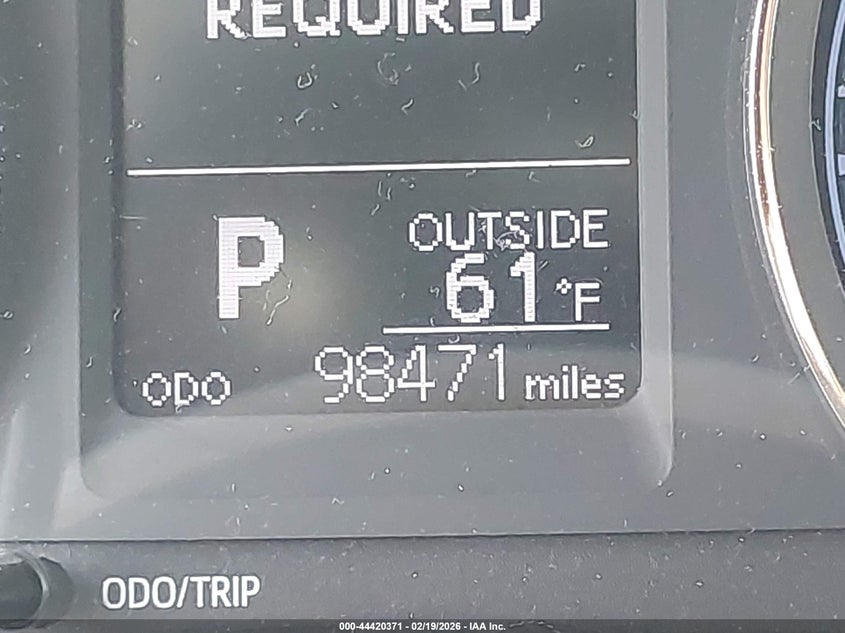 REQUIRED
P
OUTSIDE
61°F
ODO 98471 miles
ODO/TRIP
000-44420371 - 02/19/2026 - IAA Inc.